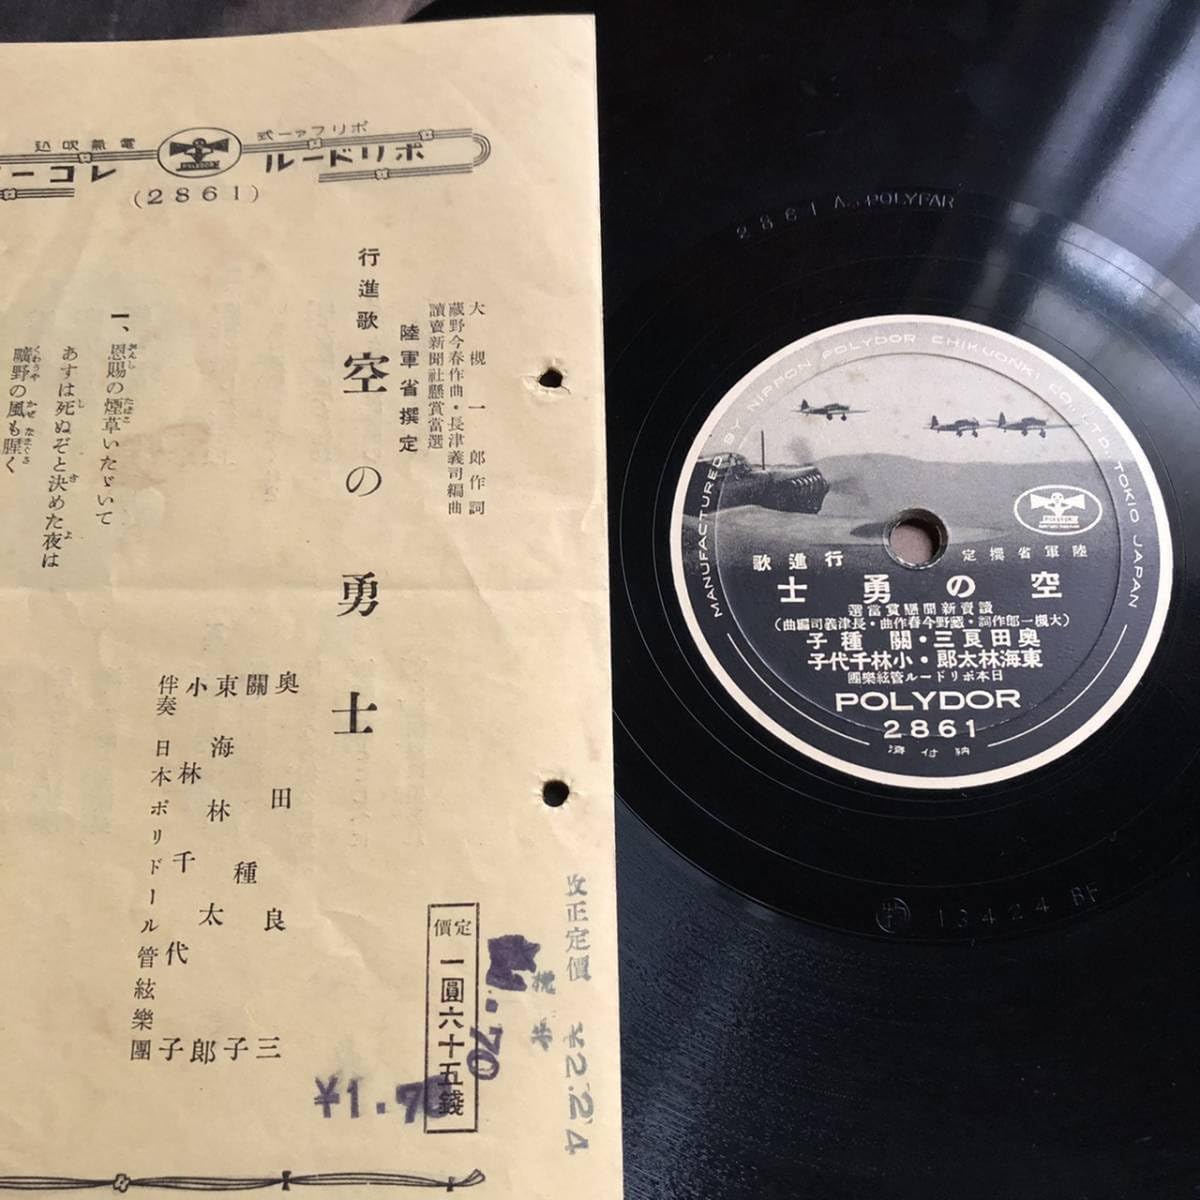 ポリファー式 電氣吹込
ポリドール レコー
(2861)
大槻一郎作詞
蔵野今春作曲・長津義司編曲
讀賣新聞社懸賞當選
陸軍省撰定
行進歌 空の勇士
一、恩賜の煙草いたゞいて
あすは死ぬぞと決めた夜は
曠野の風も腥く
奥田良三
關種子
東海林太郎
小林千代子
伴奏 日本ポリドール管絃樂團
定價 一圓六十五錢
¥1.70
.70
改正定價
¥2.24
2861 A POLYFAR
MANUFACTURED BY NIPPON POLYDOR CHIKUONKI CO., LTD. TOKIO JAPAN
POLYDOR
陸軍省撰定 行進歌
空の勇士
讀賣新聞懸賞當選
(大槻一郎作詞・蔵野今春作曲・長津義司編曲)
奥田良三・關種子
東海林太郎・小林千代子
日本ポリドール管絃樂團
POLYDOR
2861
納付濟
13424 BF